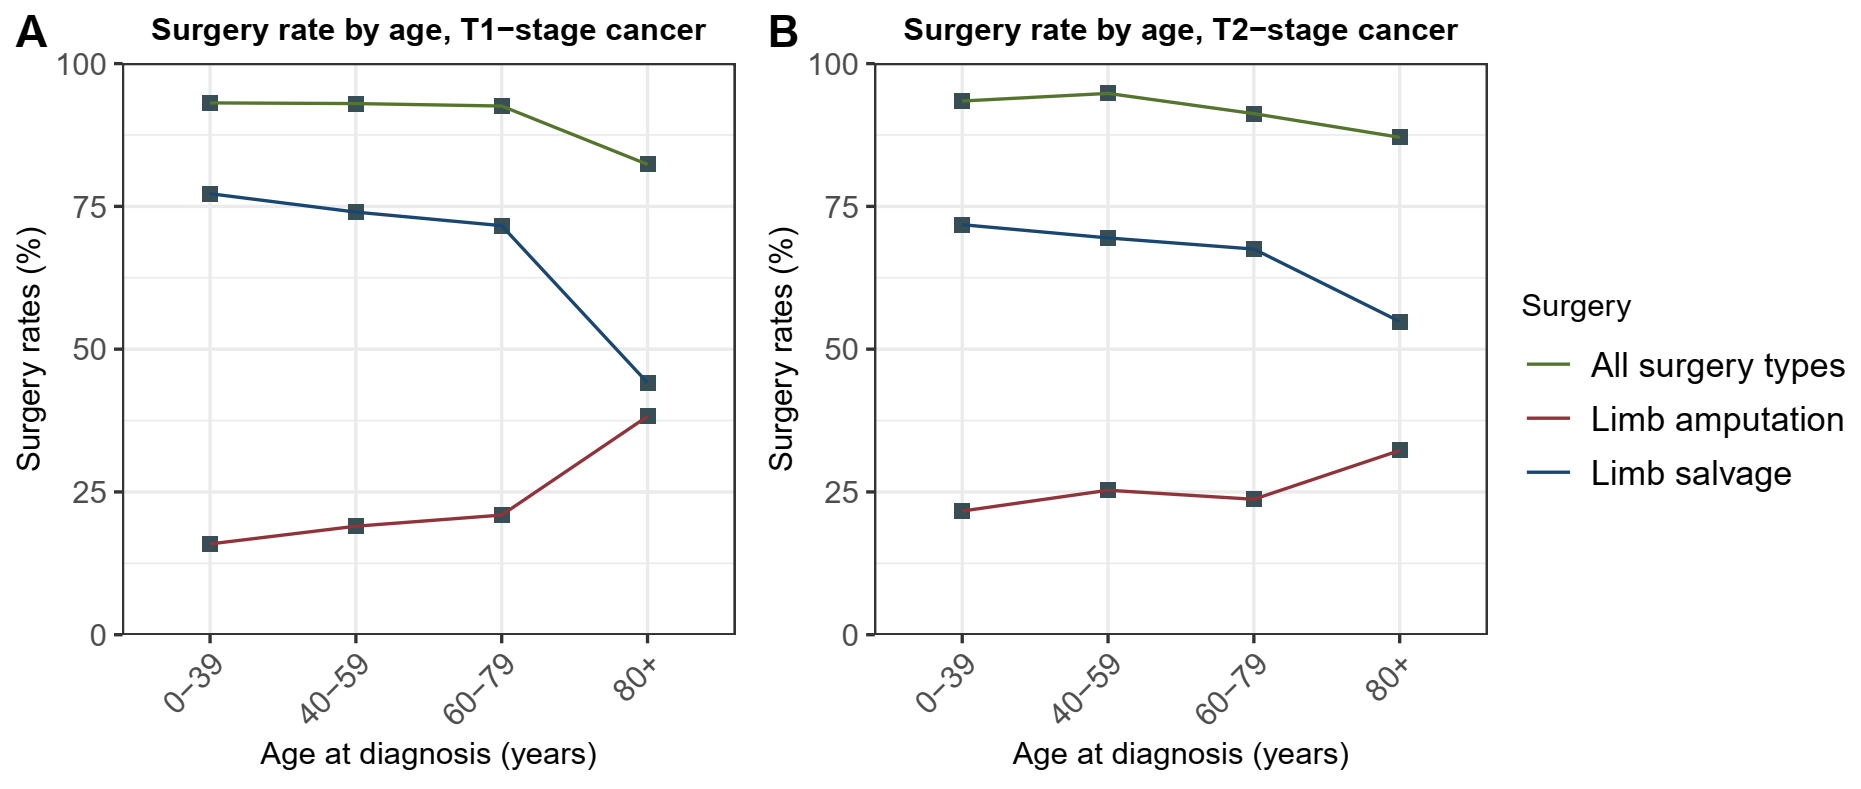 A
Surgery rate by age, T1−stage cancer
100
75
50
25
0
Surgery rates (%)
0−39
40−59
60−79
80+
Age at diagnosis (years)
B
Surgery rate by age, T2−stage cancer
100
75
50
25
0
Surgery rates (%)
0−39
40−59
60−79
80+
Age at diagnosis (years)
Surgery
All surgery types
Limb amputation
Limb salvage